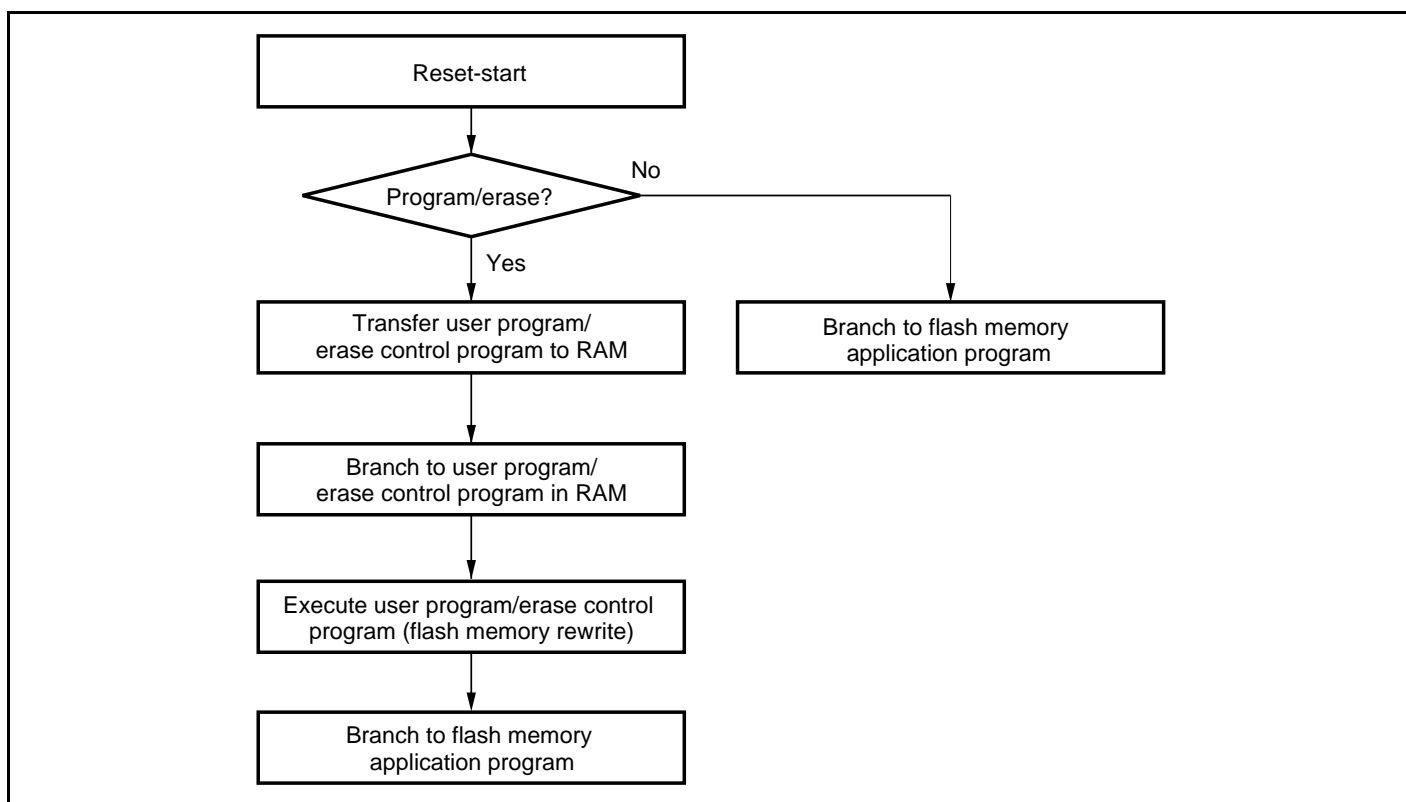 Reset-start
Program/erase?
No
Yes
Transfer user program/
erase control program to RAM
Branch to flash memory
application program
Branch to user program/
erase control program in RAM
Execute user program/erase control
program (flash memory rewrite)
Branch to flash memory
application program